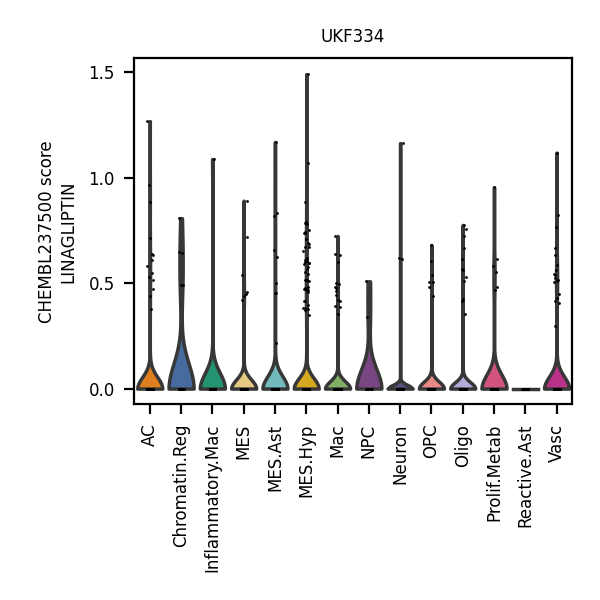 UKF334
CHEMBL237500 score
LINAGLIPTIN
1.5
1.0
0.5
0.0
AC
Chromatin.Reg
Inflammatory.Mac
MES
MES.Ast
MES.Hyp
Mac
NPC
Neuron
OPC
Oligo
Prolif.Metab
Reactive.Ast
Vasc